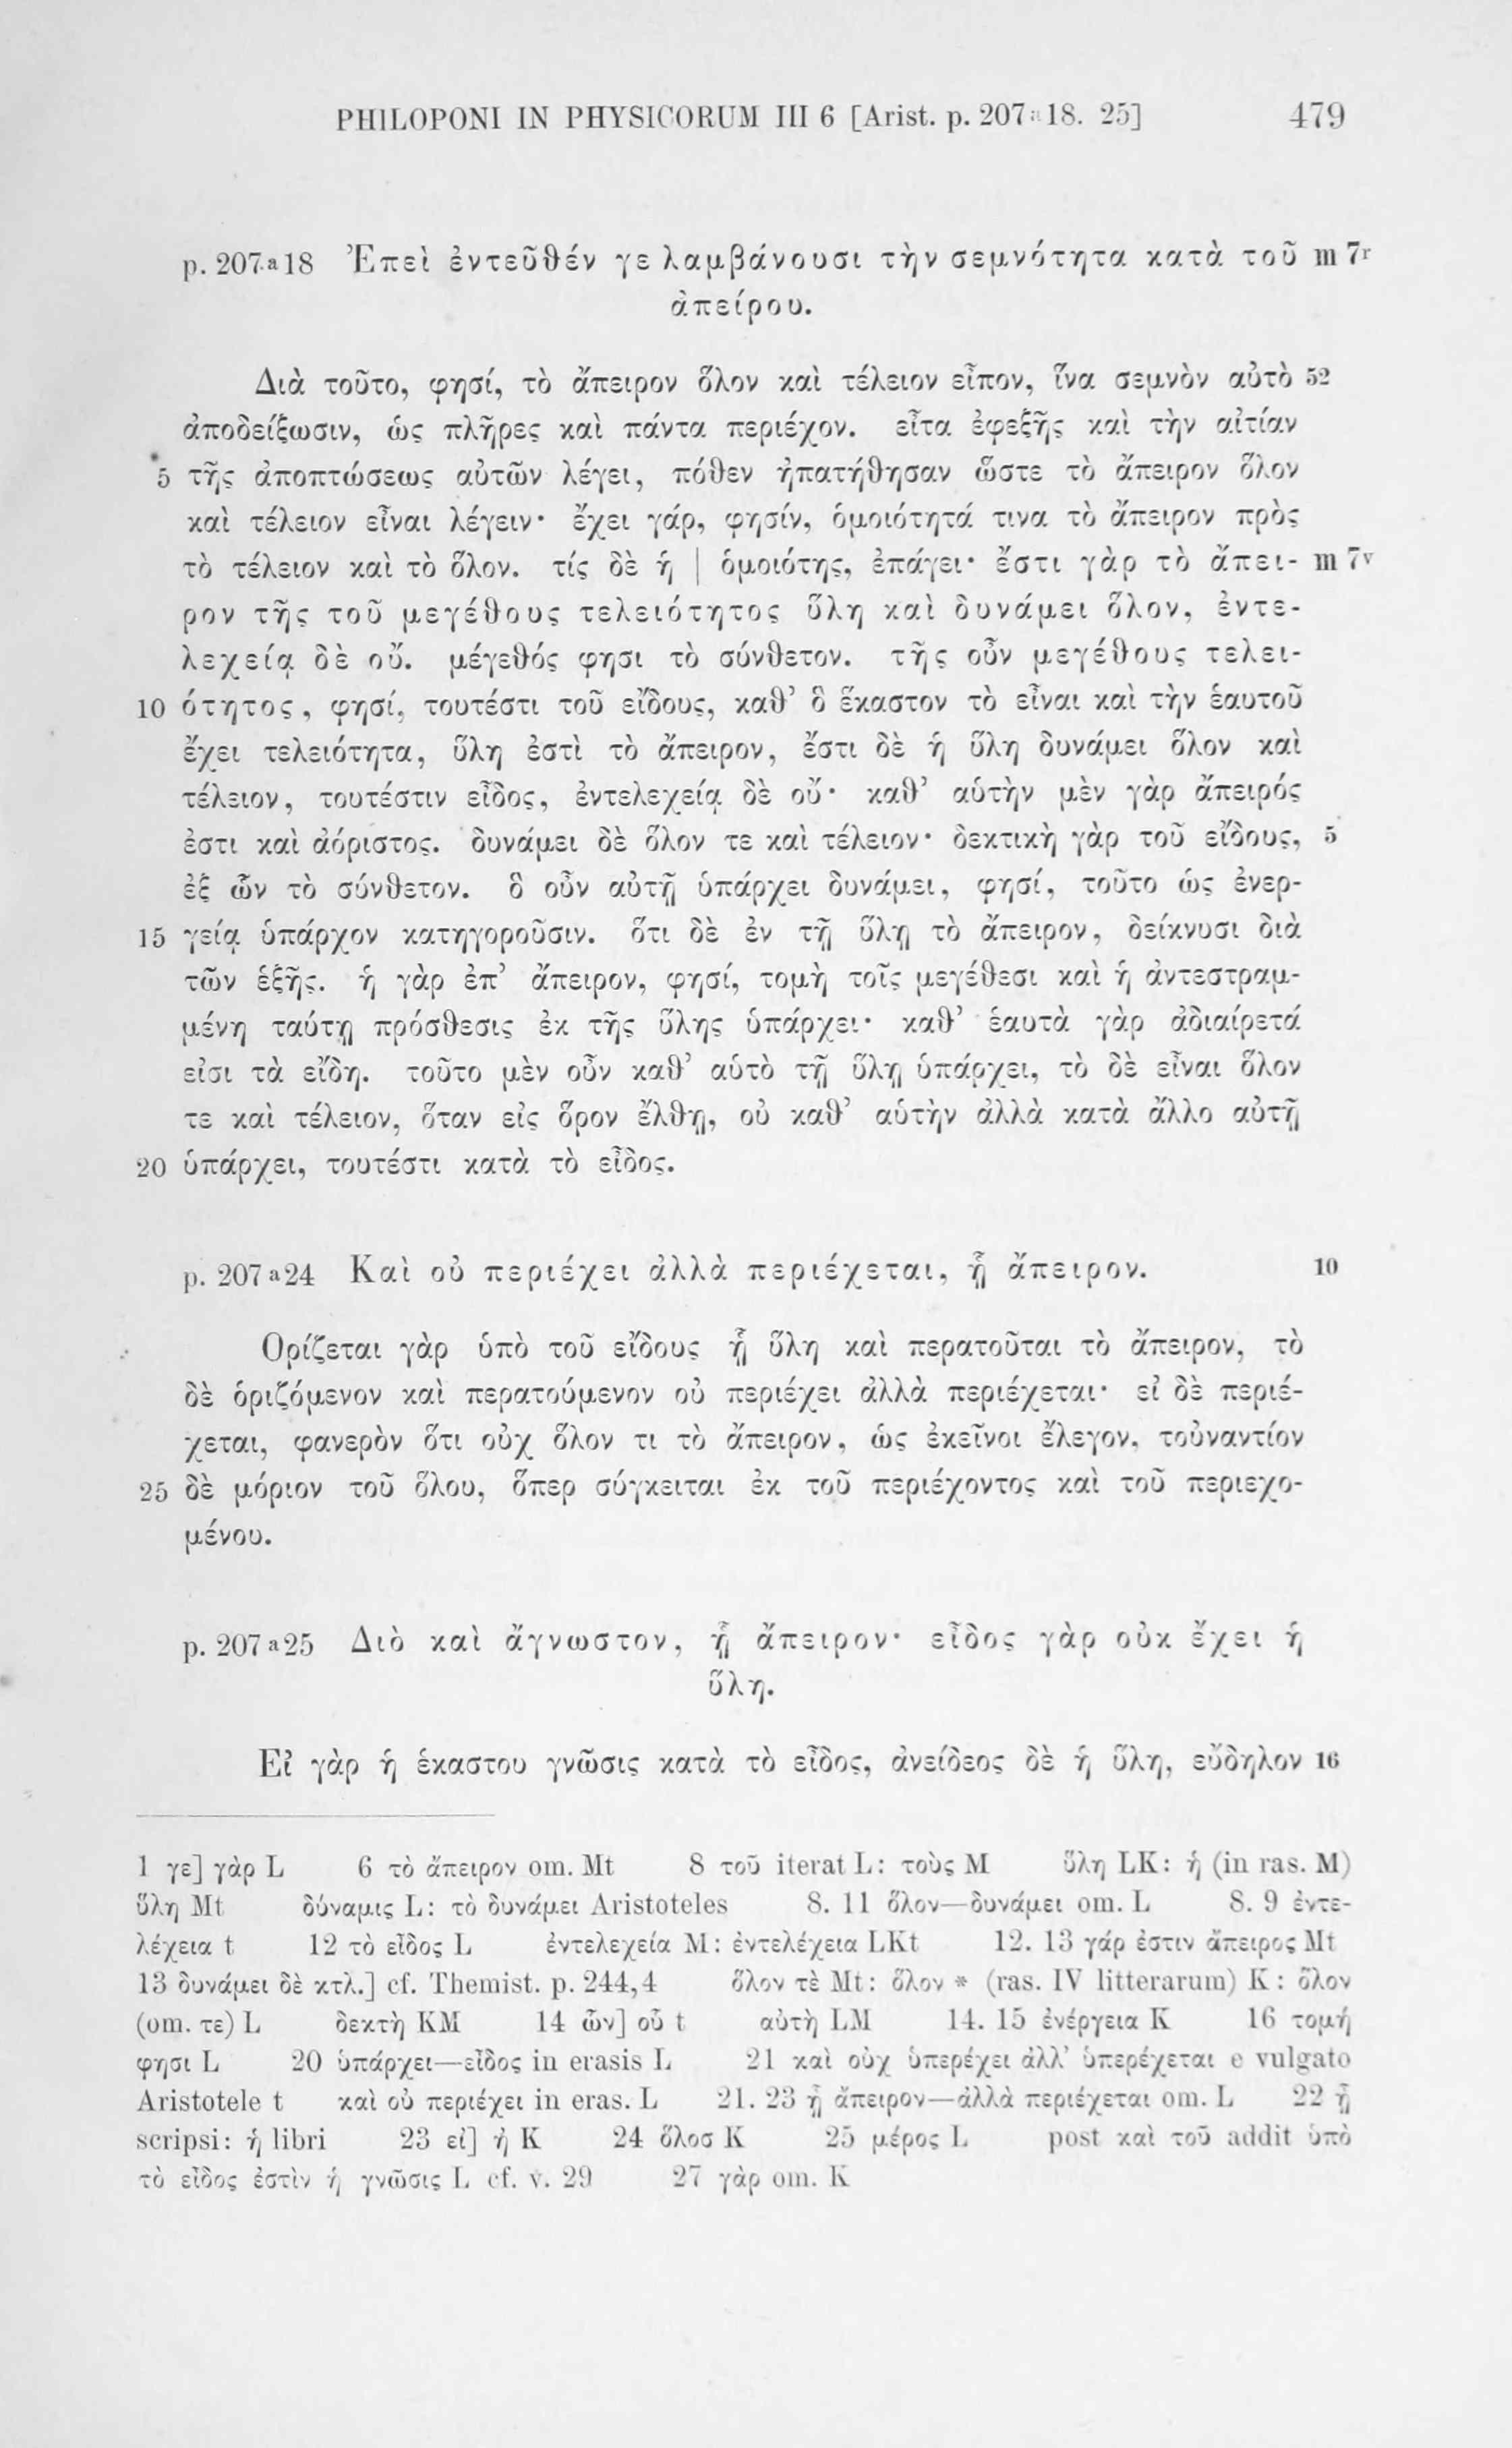 PHILOPONI IN PHYSICORUM III 6 [Arist. p. 207a18. 25] 479
p. 207a18 Ἐπεὶ ἐντεῦθέν γε λαμβάνουσι τὴν σεμνότητα κατὰ τοῦ m 7r
ἀπείρου.
Διὰ τοῦτο, φησί, τὸ ἄπειρον ὅλον καὶ τέλειον εἶπον, ἵνα σεμνὸν αὐτὸ 52
ἀποδείξωσιν, ὡς πλῆρες καὶ πάντα περιέχον. εἶτα ἐφεξῆς καὶ τὴν αἰτίαν
5 τῆς ἀποπτώσεως αὐτῶν λέγει, πόθεν ἠπατήθησαν ὥστε τὸ ἄπειρον ὅλον
καὶ τέλειον εἶναι λέγειν· ἔχει γάρ, φησίν, ὁμοιότητά τινα τὸ ἄπειρον πρὸς
τὸ τέλειον καὶ τὸ ὅλον. τίς δὲ ἡ | ὁμοιότης, ἐπάγει· ἔστι γὰρ τὸ ἄπει- m 7v
ρον τῆς τοῦ μεγέθους τελειότητος ὕλη καὶ δυνάμει ὅλον, ἐντε-
λεχείᾳ δὲ οὔ. μέγεθός φησι τὸ σύνθετον. τῆς οὖν μεγέθους τελει-
10 ότητος, φησί, τουτέστι τοῦ εἴδους, καθ’ ὃ ἕκαστον τὸ εἶναι καὶ τὴν ἑαυτοῦ
ἔχει τελειότητα, ὕλη ἐστὶ τὸ ἄπειρον, ἔστι δὲ ἡ ὕλη δυνάμει ὅλον καὶ
τέλειον, τουτέστιν εἶδος, ἐντελεχείᾳ δὲ οὔ· καθ’ αὑτὴν μὲν γὰρ ἄπειρός
ἐστι καὶ ἀόριστος. δυνάμει δὲ ὅλον τε καὶ τέλειον· δεκτικὴ γὰρ τοῦ εἴδους, 5
ἐξ ὧν τὸ σύνθετον. ὃ οὖν αὐτῇ ὑπάρχει δυνάμει, φησί, τοῦτο ὡς ἐνερ-
15 γείᾳ ὑπάρχον κατηγοροῦσιν. ὅτι δὲ ἐν τῇ ὕλῃ τὸ ἄπειρον, δείκνυσι διὰ
τῶν ἑξῆς. ἡ γὰρ ἐπ’ ἄπειρον, φησί, τομὴ τοῖς μεγέθεσι καὶ ἡ ἀντεστραμ-
μένη ταύτῃ πρόσθεσις ἐκ τῆς ὕλης ὑπάρχει· καθ’ ἑαυτὰ γὰρ ἀδιαίρετά
εἰσι τὰ εἴδη. τοῦτο μὲν οὖν καθ’ αὑτὸ τῇ ὕλῃ ὑπάρχει, τὸ δὲ εἶναι ὅλον
τε καὶ τέλειον, ὅταν εἰς ὅρον ἔλθῃ, οὐ καθ’ αὑτὴν ἀλλὰ κατὰ ἄλλο αὐτῇ
20 ὑπάρχει, τουτέστι κατὰ τὸ εἶδος.
p. 207a24 Καὶ οὐ περιέχει ἀλλὰ περιέχεται, ᾗ ἄπειρον. 10
Ὁρίζεται γὰρ ὑπὸ τοῦ εἴδους ᾗ ὕλη καὶ περατοῦται τὸ ἄπειρον, τὸ
δὲ ὁριζόμενον καὶ περατούμενον οὐ περιέχει ἀλλὰ περιέχεται· εἰ δὲ περιέ-
χεται, φανερὸν ὅτι οὐχ ὅλον τι τὸ ἄπειρον, ὡς ἐκεῖνοι ἔλεγον, τοὐναντίον
25 δὲ μόριον τοῦ ὅλου, ὅπερ σύγκειται ἐκ τοῦ περιέχοντος καὶ τοῦ περιεχο-
μένου.
p. 207a25 Διὸ καὶ ἄγνωστον, ᾗ ἄπειρον· εἶδος γὰρ οὐκ ἔχει ἡ
ὕλη.
Εἰ γὰρ ἡ ἑκάστου γνῶσις κατὰ τὸ εἶδος, ἀνείδεος δὲ ἡ ὕλη, εὔδηλον 16
1 γε] γὰρ L 6 τὸ ἄπειρον om. Mt 8 τοῦ iterat L: τοὺς M ὕλη LK: ἡ (in ras. M)
ὕλη Mt δύναμις L: τὸ δυνάμει Aristoteles 8. 11 ὅλον—δυνάμει om. L 8. 9 ἐντε-
λέχεια t 12 τὸ εἶδος L ἐντελεχεία M: ἐντελέχεια LKt 12. 13 γάρ ἐστιν ἄπειρος Mt
13 δυνάμει δὲ κτλ.] cf. Themist. p. 244,4 ὅλον τὲ Mt: ὅλον * (ras. IV litterarum) K: ὅλον
(om. τε) L δεκτὴ KM 14 ὧν] οὗ t αὐτὴ LM 14. 15 ἐνέργεια K 16 τομή
φησι L 20 ὑπάρχει—εἶδος in erasis L 21 καὶ οὐχ ὑπερέχει ἀλλ’ ὑπερέχεται e vulgato
Aristotele t καὶ οὐ περιέχει in eras. L 21. 23 ᾗ ἄπειρον—ἀλλὰ περιέχεται om. L 22 ᾗ
scripsi: ἡ libri 23 εἰ] ἡ K 24 ὅλοσ K 25 μέρος L post καὶ τοῦ addit ὑπὸ
τὸ εἶδος ἐστὶν ἡ γνῶσις L cf. v. 29 27 γὰρ om. K